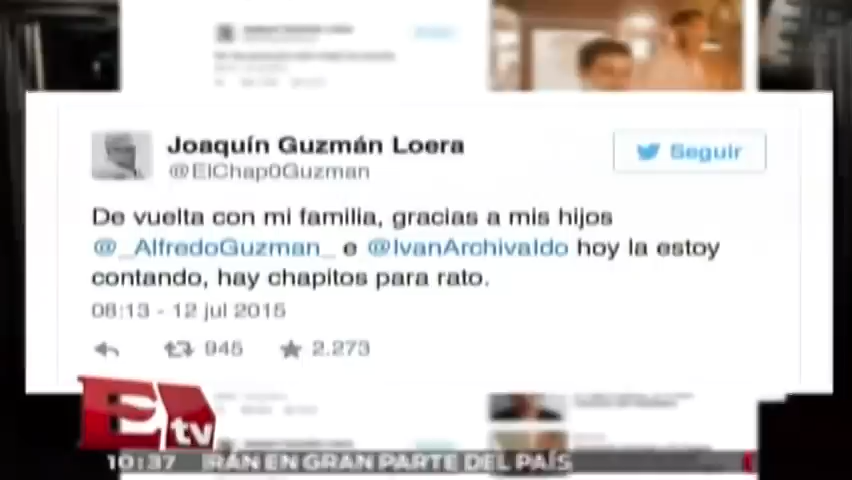 Joaquín Guzmán Loera
@ElChap0Guzman
Seguir
De vuelta con mi familia, gracias a mis hijos
@_AlfredoGuzman_ e @IvanArchivaldo hoy la estoy
contando, hay chapitos para rato.
08:13 - 12 jul 2015
945 2.273
E tv
10:37 IRÁN EN GRAN PARTE DEL PAÍS